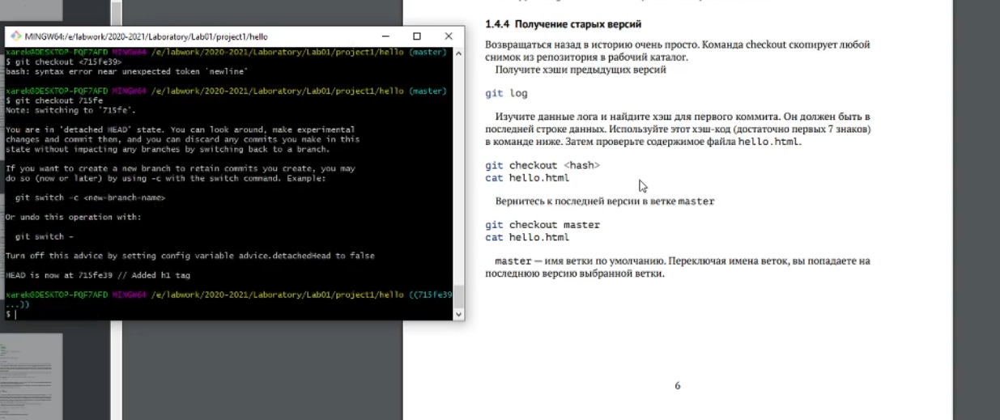 MINGW64:/e/labwork/2020-2021/Laboratory/Lab01/project1/hello
xarek@DESKTOP-PQF7AFD MINGW64 /e/labwork/2020-2021/Laboratory/Lab01/project1/hello (master)
$ git checkout <715fe39>
bash: syntax error near unexpected token `newline'
xarek@DESKTOP-PQF7AFD MINGW64 /e/labwork/2020-2021/Laboratory/Lab01/project1/hello (master)
$ git checkout 715fe
Note: switching to '715fe'.
You are in 'detached HEAD' state. You can look around, make experimental
changes and commit them, and you can discard any commits you make in this
state without impacting any branches by switching back to a branch.
If you want to create a new branch to retain commits you create, you may
do so (now or later) by using -c with the switch command. Example:
git switch -c <new-branch-name>
Or undo this operation with:
git switch -
Turn off this advice by setting config variable advice.detachedHead to false
HEAD is now at 715fe39 // Added h1 tag
xarek@DESKTOP-PQF7AFD MINGW64 /e/labwork/2020-2021/Laboratory/Lab01/project1/hello ((715fe39
...))
$
1.4.4 Получение старых версий
Возвращаться назад в историю очень просто. Команда checkout скопирует любой
снимок из репозитория в рабочий каталог.
Получите хэши предыдущих версий
git log
Изучите данные лога и найдите хэш для первого коммита. Он должен быть в
последней строке данных. Используйте этот хэш-код (достаточно первых 7 знаков)
в команде ниже. Затем проверьте содержимое файла hello.html.
git checkout <hash>
cat hello.html
Вернитесь к последней версии в ветке master
git checkout master
cat hello.html
master — имя ветки по умолчанию. Переключая имена веток, вы попадаете на
последнюю версию выбранной ветки.
6